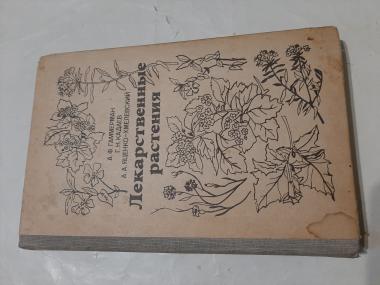 А. Ф. ГАММЕРМАН
Г. Н. КАДАЕВ
А. А. ЯЦЕНКО-ХМЕЛЕВСКИЙ
Лекарственные
растения